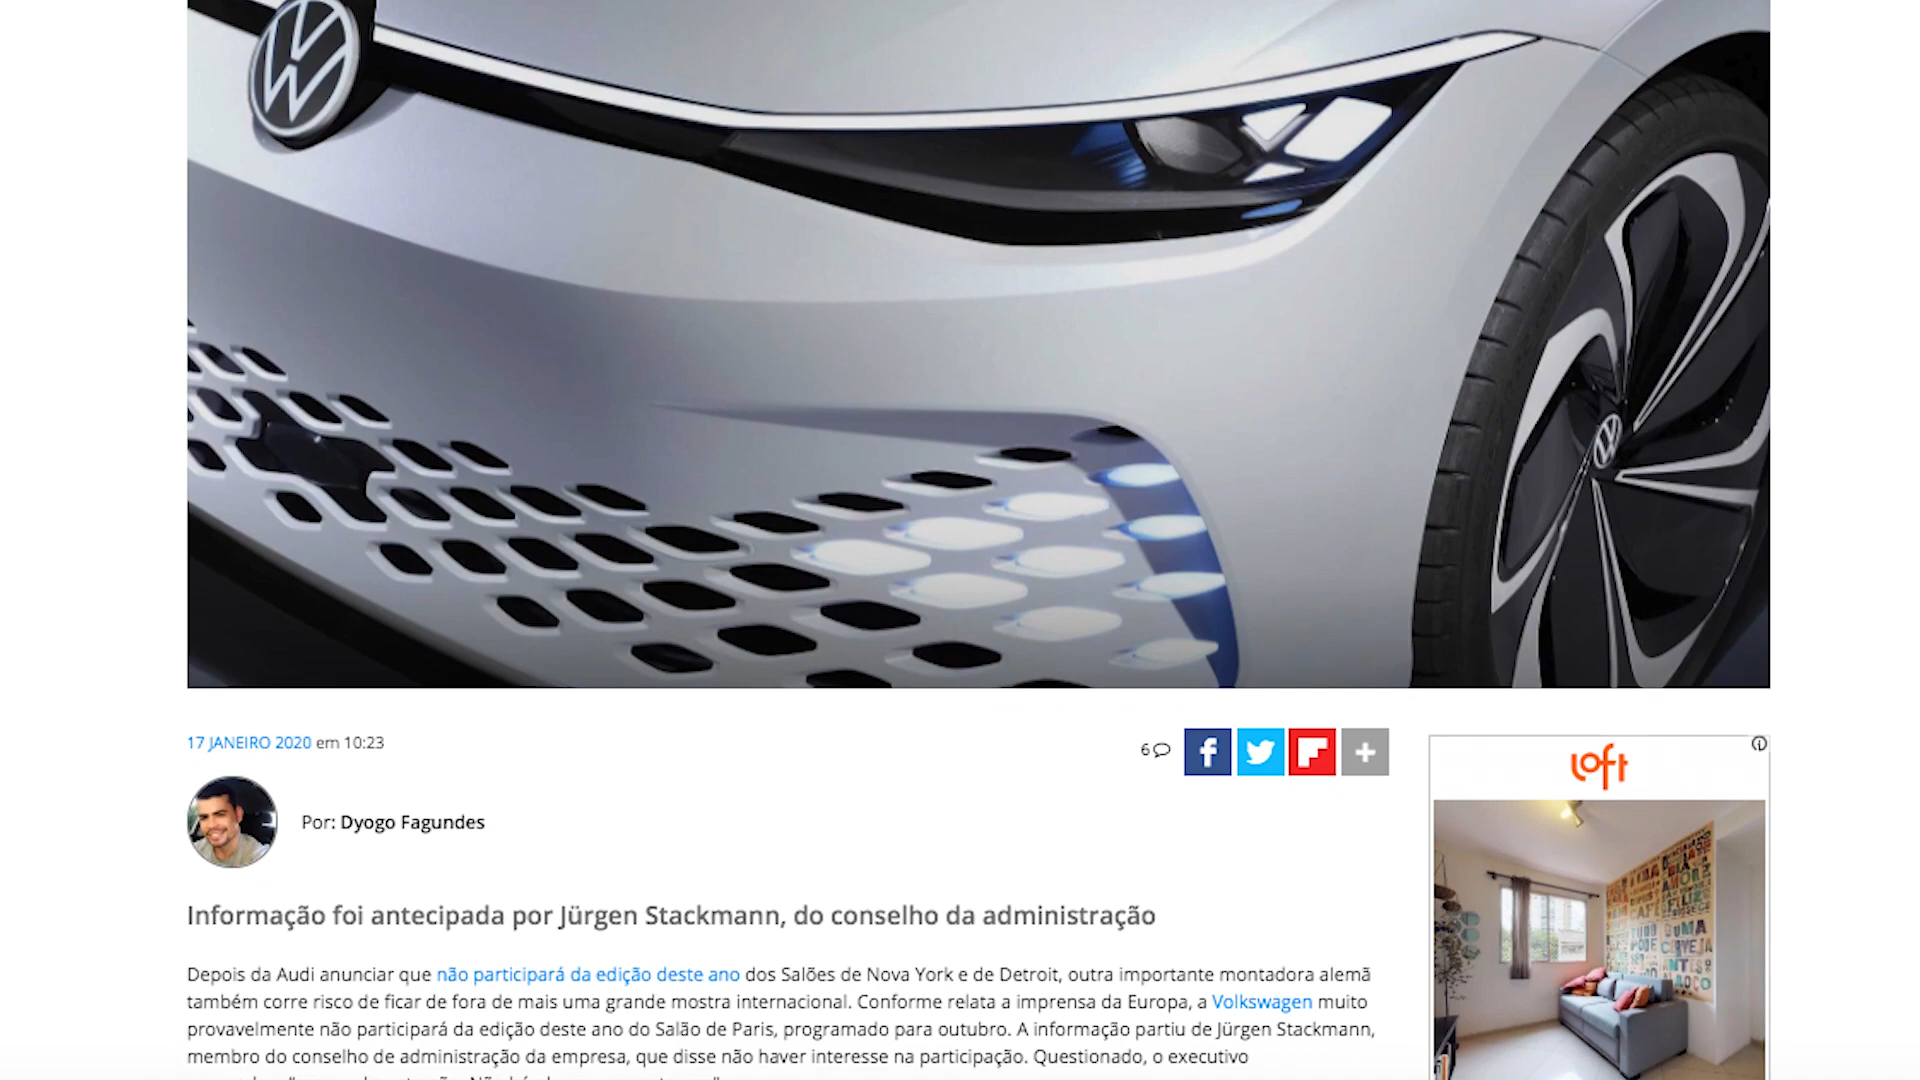 17 JANEIRO 2020 em 10:23
6
Por: Dyogo Fagundes
Informação foi antecipada por Jürgen Stackmann, do conselho da administração
Depois da Audi anunciar que não participará da edição deste ano dos Salões de Nova York e de Detroit, outra importante montadora alemã
também corre risco de ficar de fora de mais uma grande mostra internacional. Conforme relata a imprensa da Europa, a Volkswagen muito
provavelmente não participará da edição deste ano do Salão de Paris, programado para outubro. A informação partiu de Jürgen Stackmann,
membro do conselho de administração da empresa, que disse não haver interesse na participação. Questionado, o executivo
loft